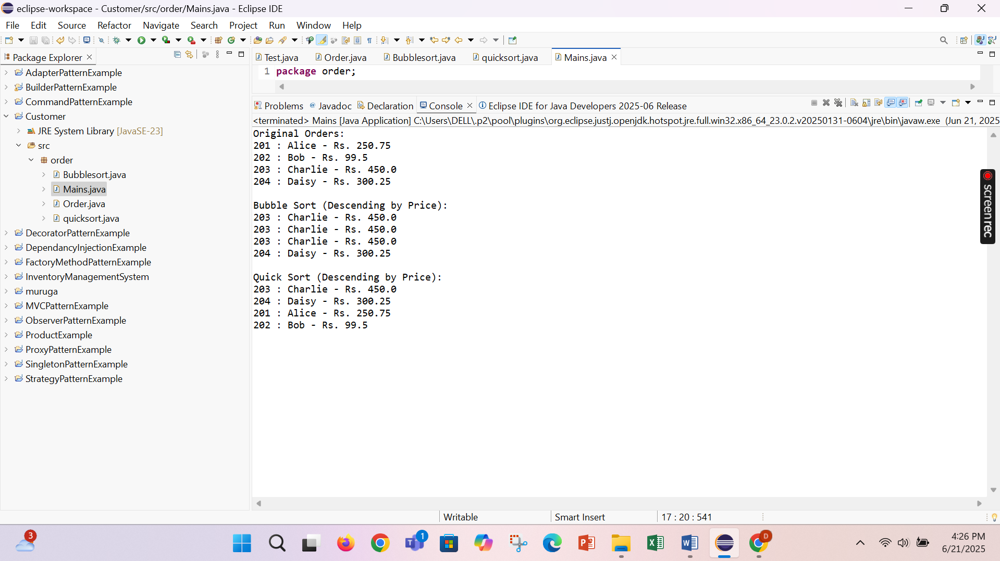 eclipse-workspace - Customer/src/order/Mains.java - Eclipse IDE
File Edit Source Refactor Navigate Search Project Run Window Help
Package Explorer
AdapterPatternExample
BuilderPatternExample
CommandPatternExample
Customer
JRE System Library [JavaSE-23]
src
order
Bubblesort.java
Mains.java
Order.java
quicksort.java
DecoratorPatternExample
DependancyInjectionExample
FactoryMethodPatternExample
InventoryManagementSystem
muruga
MVCPatternExample
ObserverPatternExample
ProductExample
ProxyPatternExample
SingletonPatternExample
StrategyPatternExample
Test.java Order.java Bubblesort.java quicksort.java Mains.java
1 package order;
Problems @ Javadoc Declaration Console Eclipse IDE for Java Developers 2025-06 Release
<terminated> Mains [Java Application] C:\Users\DELL\.p2\pool\plugins\org.eclipse.justj.openjdk.hotspot.jre.full.win32.x86_64_23.0.2.v20250131-0604\jre\bin\javaw.exe (Jun 21, 2025
Original Orders:
201 : Alice - Rs. 250.75
202 : Bob - Rs. 99.5
203 : Charlie - Rs. 450.0
204 : Daisy - Rs. 300.25
Bubble Sort (Descending by Price):
203 : Charlie - Rs. 450.0
203 : Charlie - Rs. 450.0
203 : Charlie - Rs. 450.0
204 : Daisy - Rs. 300.25
Quick Sort (Descending by Price):
203 : Charlie - Rs. 450.0
204 : Daisy - Rs. 300.25
201 : Alice - Rs. 250.75
202 : Bob - Rs. 99.5
screenrec
Writable Smart Insert 17 : 20 : 541
3
1
D
4:26 PM
6/21/2025